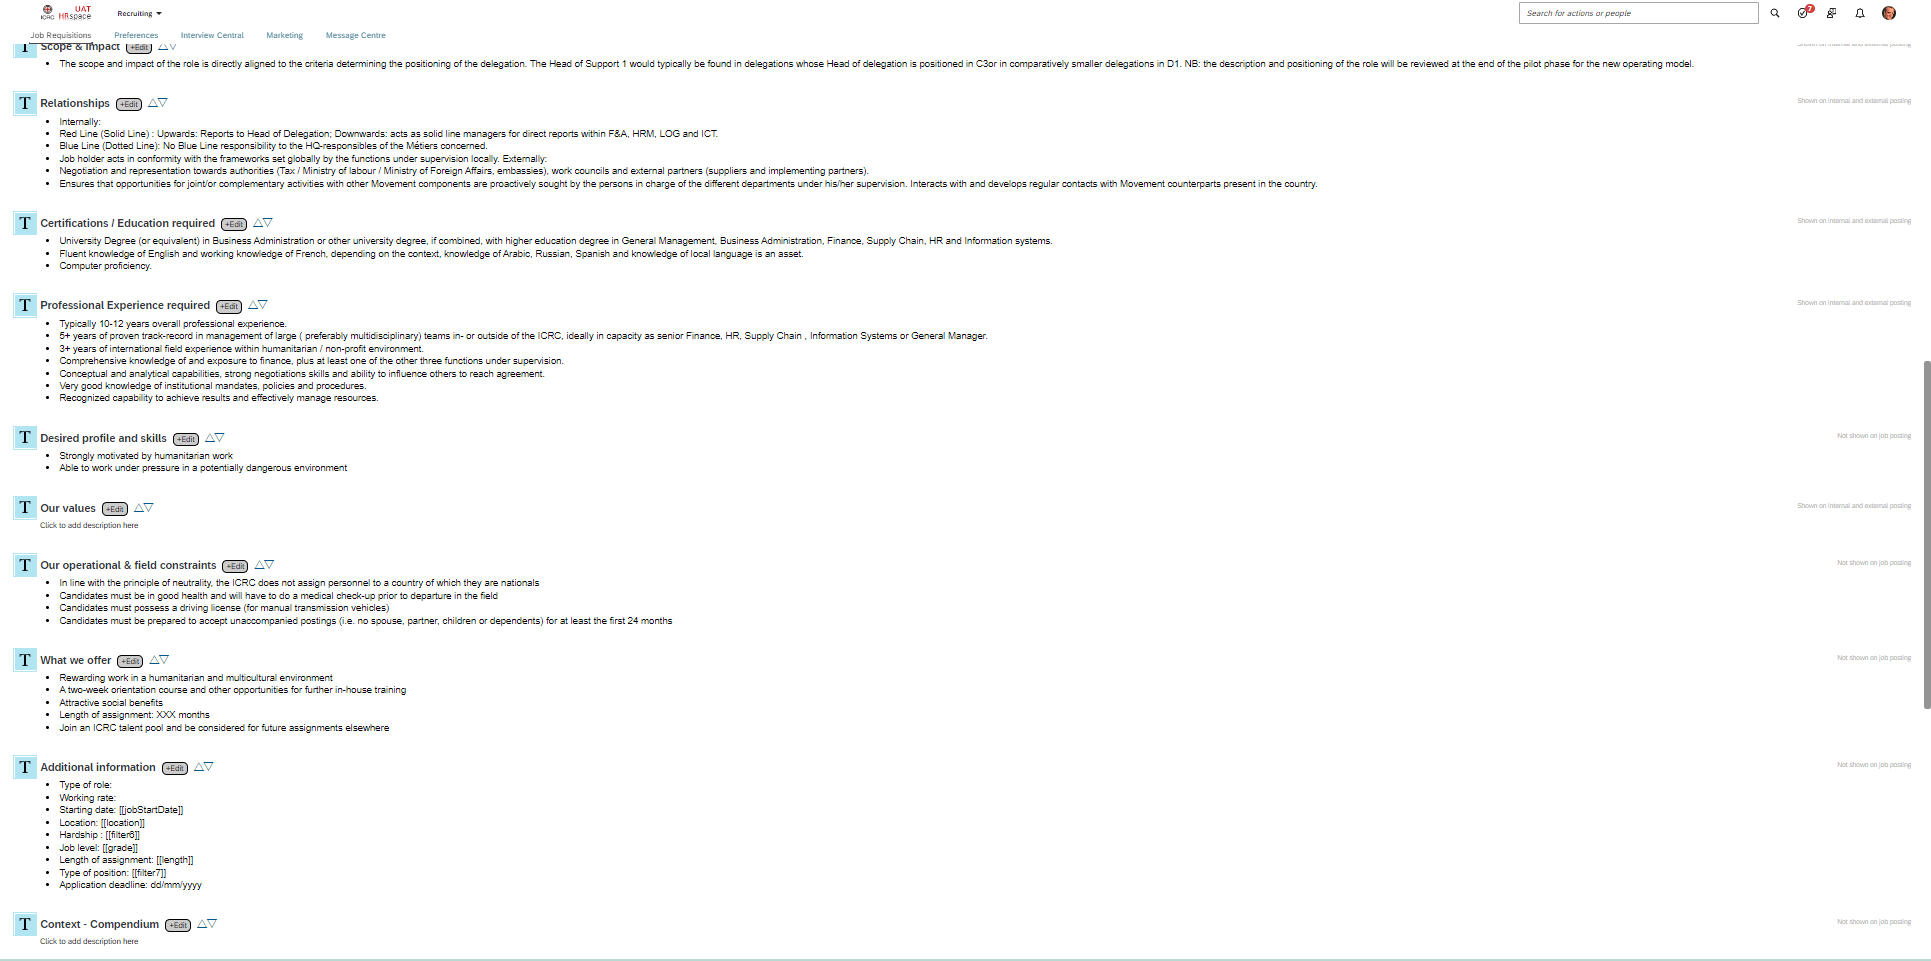 ICRC UAT HRspace Recruiting Search for actions or people 7
Job Requisitions Preferences Interview Central Marketing Message Centre
T Scope & Impact +Edit Shown on internal and external posting
The scope and impact of the role is directly aligned to the criteria determining the positioning of the delegation. The Head of Support 1 would typically be found in delegations whose Head of delegation is positioned in C3or in comparatively smaller delegations in D1. NB: the description and positioning of the role will be reviewed at the end of the pilot phase for the new operating model.
T Relationships +Edit Shown on internal and external posting
Internally:
Red Line (Solid Line) : Upwards: Reports to Head of Delegation; Downwards: acts as solid line managers for direct reports within F&A, HRM, LOG and ICT.
Blue Line (Dotted Line): No Blue Line responsibility to the HQ-responsibles of the Métiers concerned.
Job holder acts in conformity with the frameworks set globally by the functions under supervision locally. Externally:
Negotiation and representation towards authorities (Tax / Ministry of labour / Ministry of Foreign Affairs, embassies), work councils and external partners (suppliers and implementing partners).
Ensures that opportunities for joint/or complementary activities with other Movement components are proactively sought by the persons in charge of the different departments under his/her supervision. Interacts with and develops regular contacts with Movement counterparts present in the country.
T Certifications / Education required +Edit Shown on internal and external posting
University Degree (or equivalent) in Business Administration or other university degree, if combined, with higher education degree in General Management, Business Administration, Finance, Supply Chain, HR and Information systems.
Fluent knowledge of English and working knowledge of French, depending on the context, knowledge of Arabic, Russian, Spanish and knowledge of local language is an asset.
Computer proficiency.
T Professional Experience required +Edit Shown on internal and external posting
Typically 10-12 years overall professional experience.
5+ years of proven track-record in management of large ( preferably multidisciplinary) teams in- or outside of the ICRC, ideally in capacity as senior Finance, HR, Supply Chain , Information Systems or General Manager.
3+ years of international field experience within humanitarian / non-profit environment.
Comprehensive knowledge of and exposure to finance, plus at least one of the other three functions under supervision.
Conceptual and analytical capabilities, strong negotiations skills and ability to influence others to reach agreement.
Very good knowledge of institutional mandates, policies and procedures.
Recognized capability to achieve results and effectively manage resources.
T Desired profile and skills +Edit Not shown on job posting
Strongly motivated by humanitarian work
Able to work under pressure in a potentially dangerous environment
T Our values +Edit Shown on internal and external posting
Click to add description here
T Our operational & field constraints +Edit Not shown on job posting
In line with the principle of neutrality, the ICRC does not assign personnel to a country of which they are nationals
Candidates must be in good health and will have to do a medical check-up prior to departure in the field
Candidates must possess a driving license (for manual transmission vehicles)
Candidates must be prepared to accept unaccompanied postings (i.e. no spouse, partner, children or dependents) for at least the first 24 months
T What we offer +Edit Not shown on job posting
Rewarding work in a humanitarian and multicultural environment
A two-week orientation course and other opportunities for further in-house training
Attractive social benefits
Length of assignment: XXX months
Join an ICRC talent pool and be considered for future assignments elsewhere
T Additional information +Edit Not shown on job posting
Type of role:
Working rate:
Starting date: [[jobStartDate]]
Location: [[location]]
Hardship : [[filter6]]
Job level: [[grade]]
Length of assignment: [[length]]
Type of position: [[filter7]]
Application deadline: dd/mm/yyyy
T Context - Compendium +Edit Not shown on job posting
Click to add description here